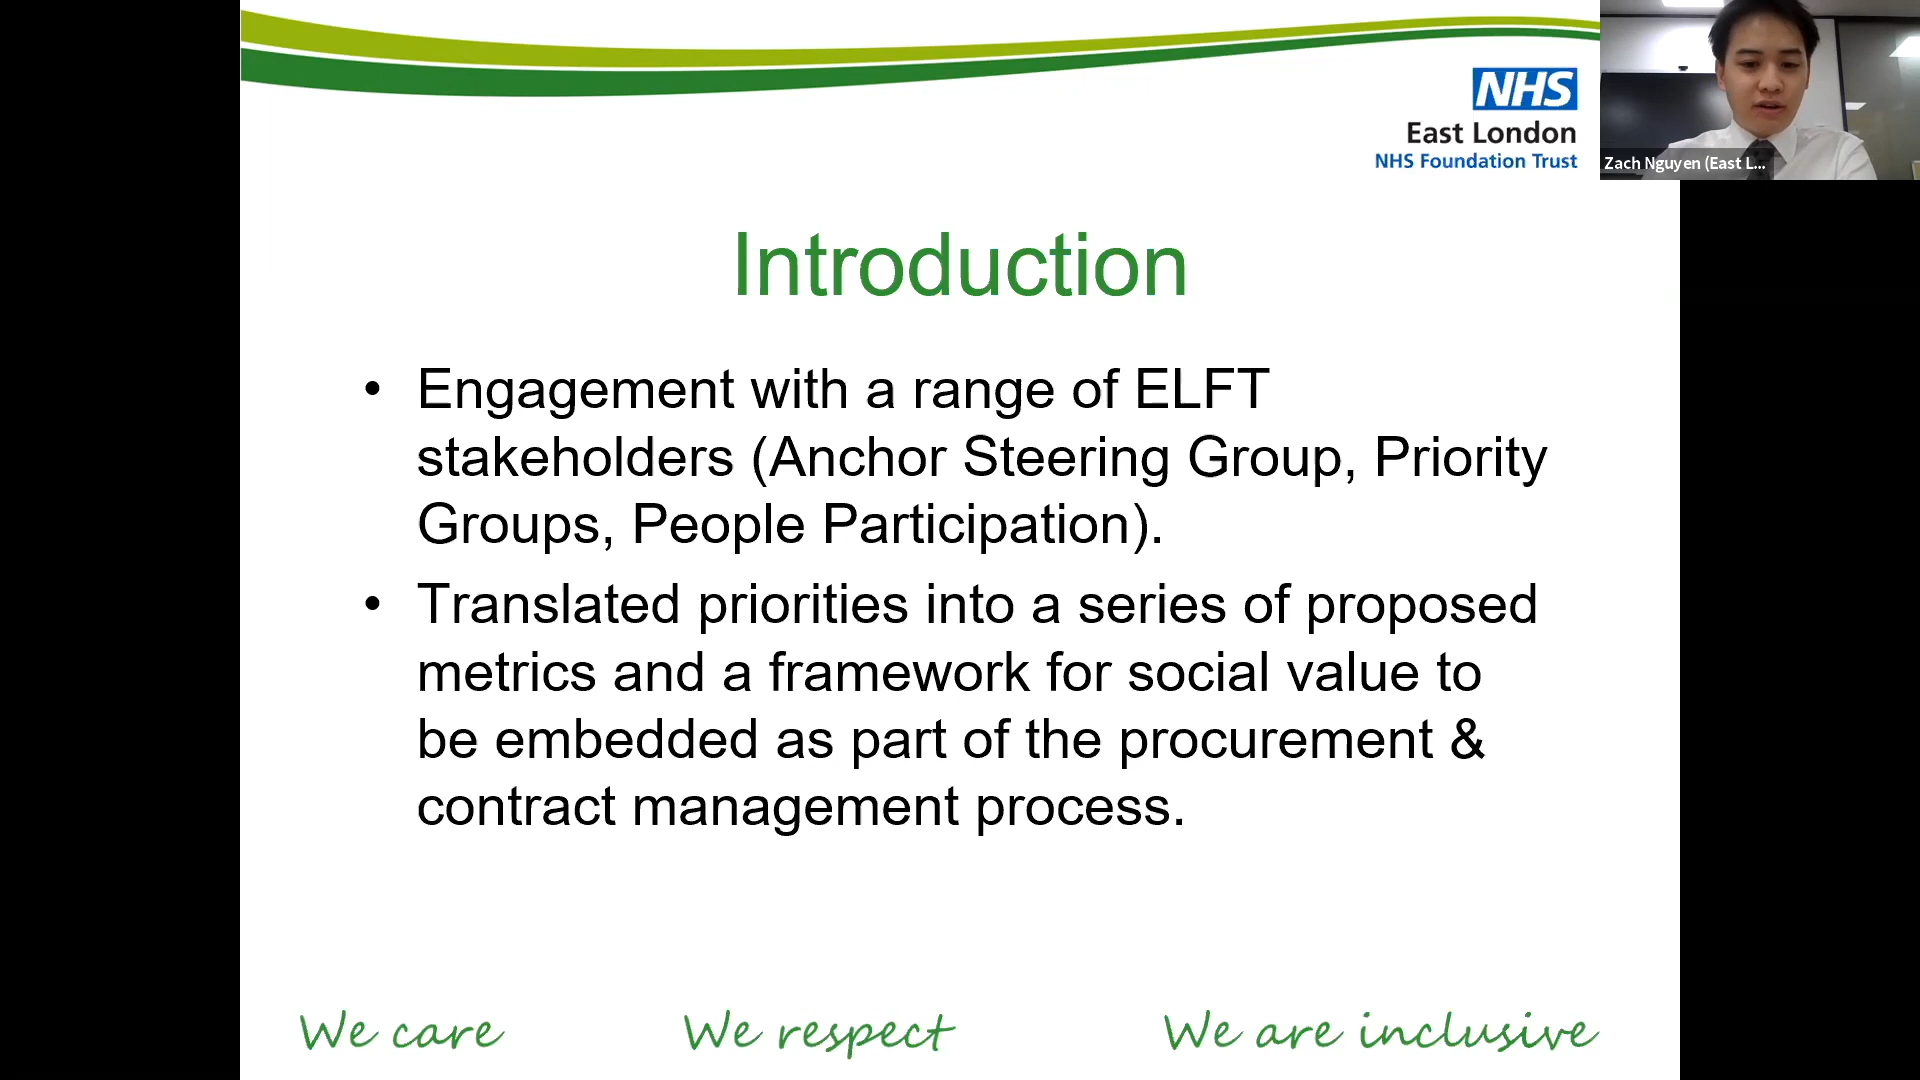 NHS
East London
NHS Foundation Trust
Zach Nguyen (East L...
Introduction
• Engagement with a range of ELFT
stakeholders (Anchor Steering Group, Priority
Groups, People Participation).
• Translated priorities into a series of proposed
metrics and a framework for social value to
be embedded as part of the procurement &
contract management process.
We care We respect We are inclusive